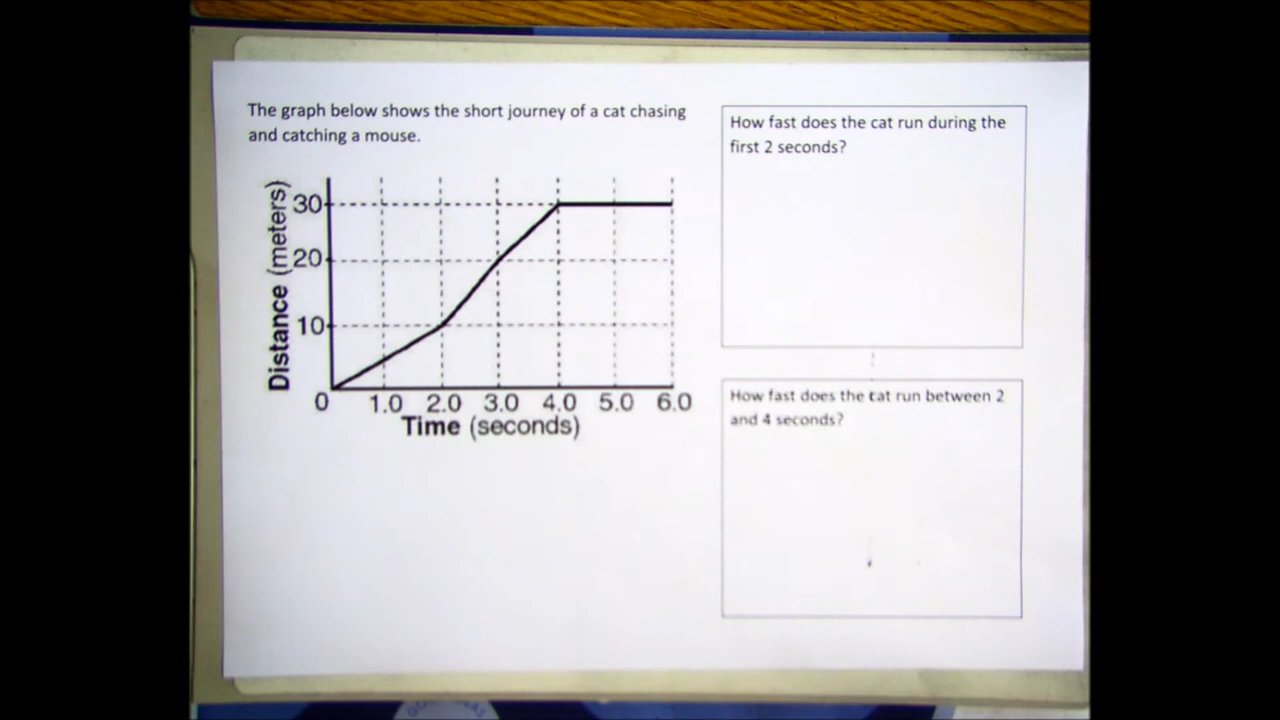 The graph below shows the short journey of a cat chasing
and catching a mouse.
Distance (meters)
30
20
10
0
0 1.0 2.0 3.0 4.0 5.0 6.0
Time (seconds)
How fast does the cat run during the
first 2 seconds?
How fast does the cat run between 2
and 4 seconds?